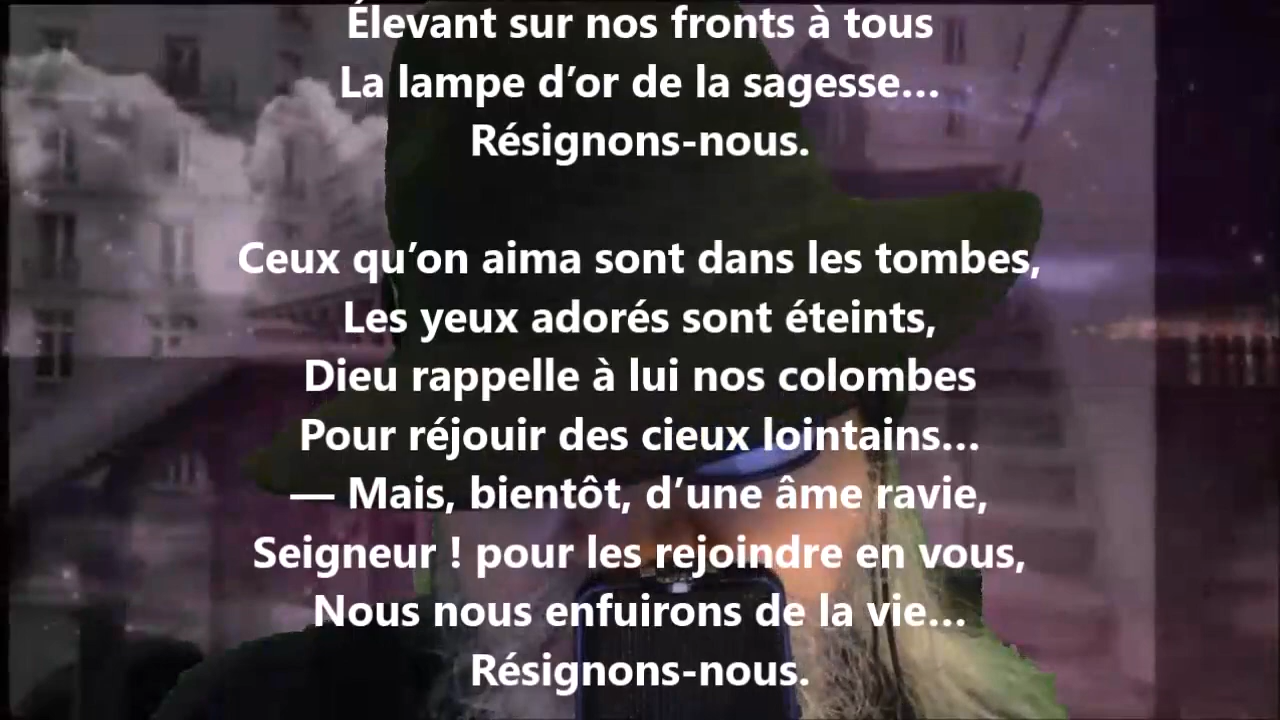 Élevant sur nos fronts à tous
La lampe d’or de la sagesse…
Résignons-nous.
Ceux qu’on aima sont dans les tombes,
Les yeux adorés sont éteints,
Dieu rappelle à lui nos colombes
Pour réjouir des cieux lointains…
— Mais, bientôt, d’une âme ravie,
Seigneur ! pour les rejoindre en vous,
Nous nous enfuirons de la vie…
Résignons-nous.